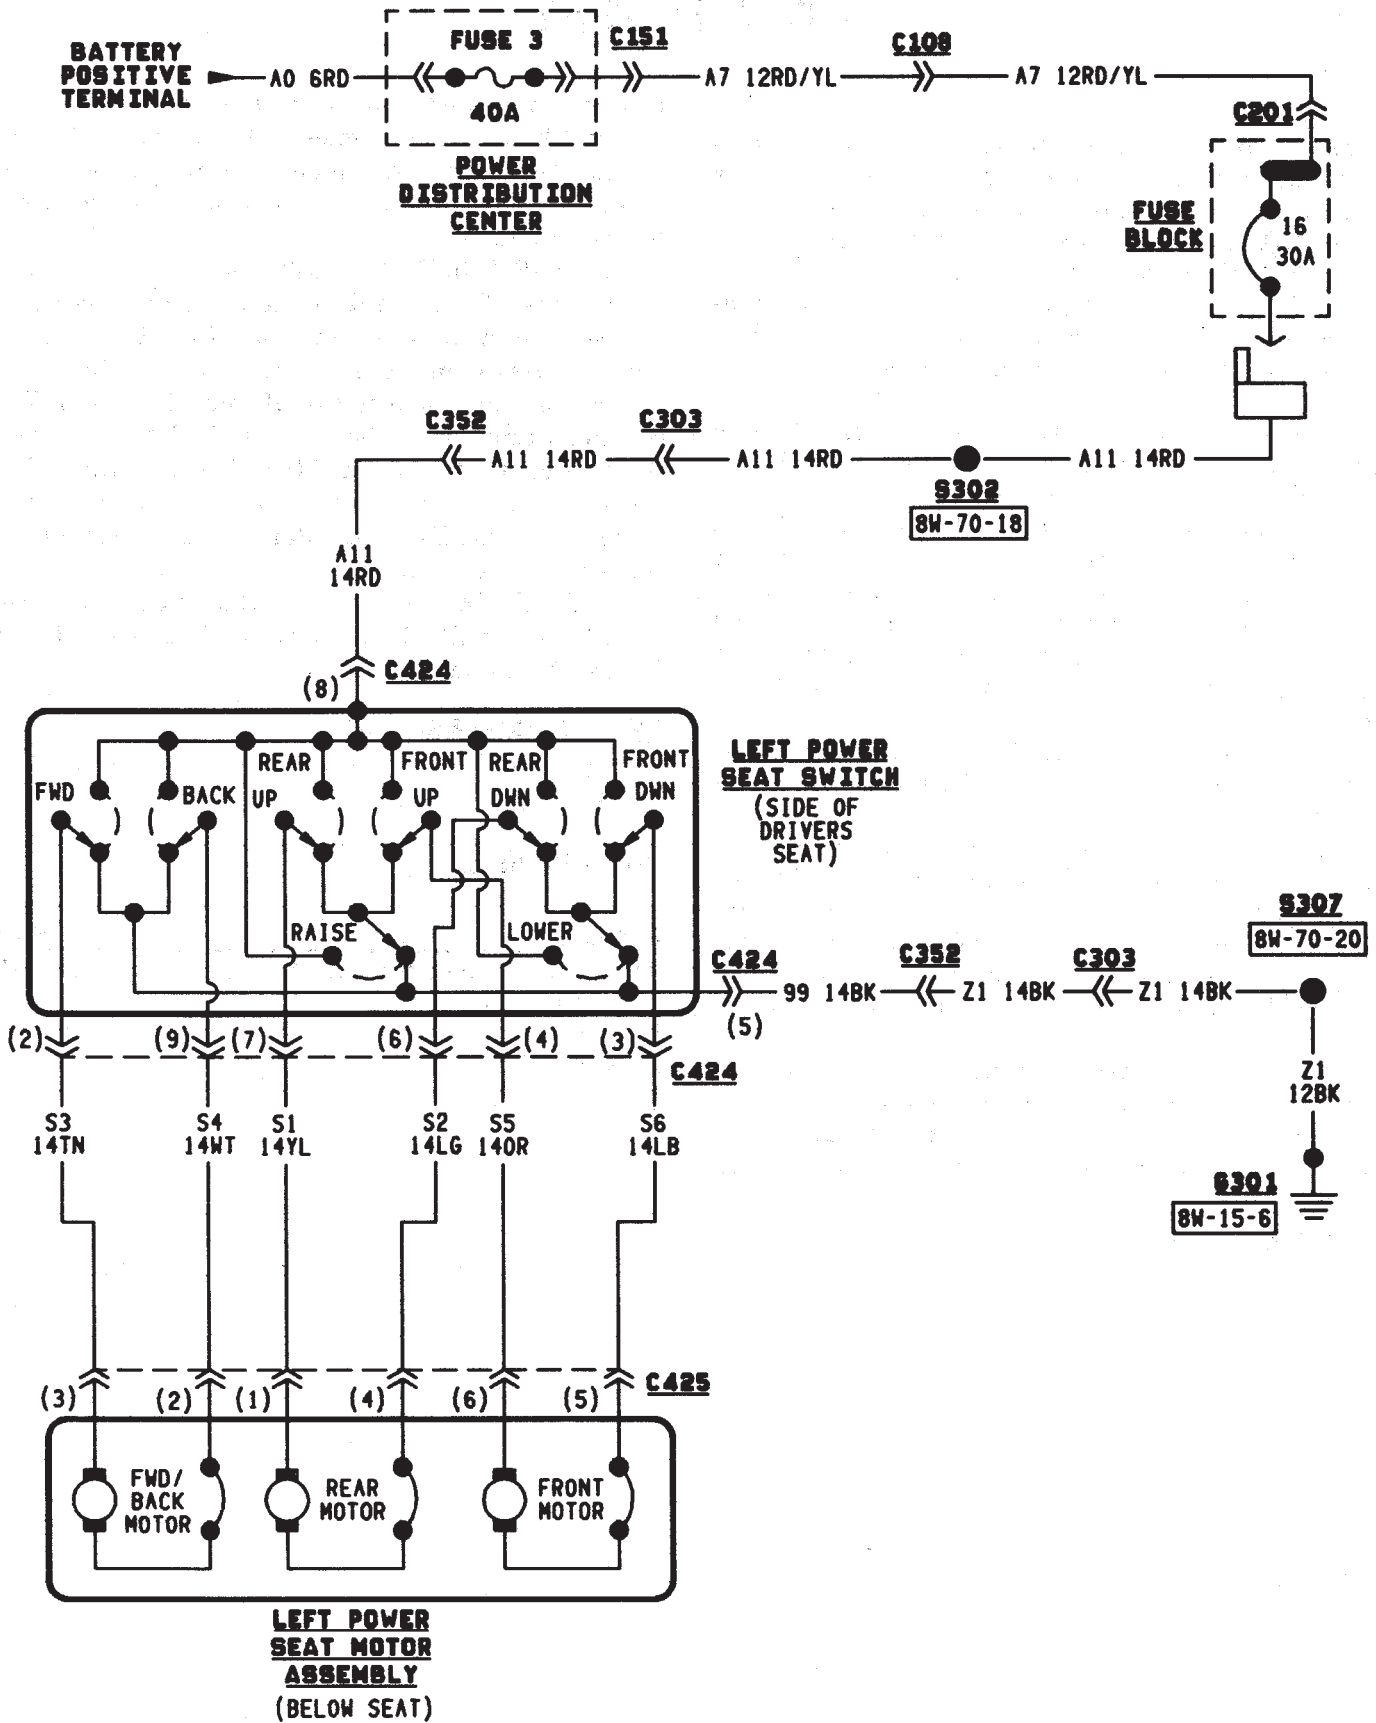 BATTERY
POSITIVE
TERMINAL
A0 6RD
FUSE 3
40A
POWER
DISTRIBUTION
CENTER
C151
A7 12RD/YL
C108
A7 12RD/YL
C201
FUSE
BLOCK
16
30A
C352
C303
A11 14RD
A11 14RD
A11 14RD
S302
8W-70-18
A11
14RD
C424
(8)
LEFT POWER
SEAT SWITCH
(SIDE OF
DRIVERS
SEAT)
FWD
BACK
REAR
UP
FRONT
UP
REAR
DWN
FRONT
DWN
RAISE
LOWER
C424
(5)
99 14BK
C352
Z1 14BK
C303
Z1 14BK
S307
8W-70-20
Z1
12BK
G301
8W-15-6
(2)
(9)
(7)
(6)
(4)
(3)
C424
S3
14TN
S4
14WT
S1
14YL
S2
14LG
S5
14OR
S6
14LB
(3)
(2)
(1)
(4)
(6)
(5)
C425
FWD/
BACK
MOTOR
REAR
MOTOR
FRONT
MOTOR
LEFT POWER
SEAT MOTOR
ASSEMBLY
(BELOW SEAT)